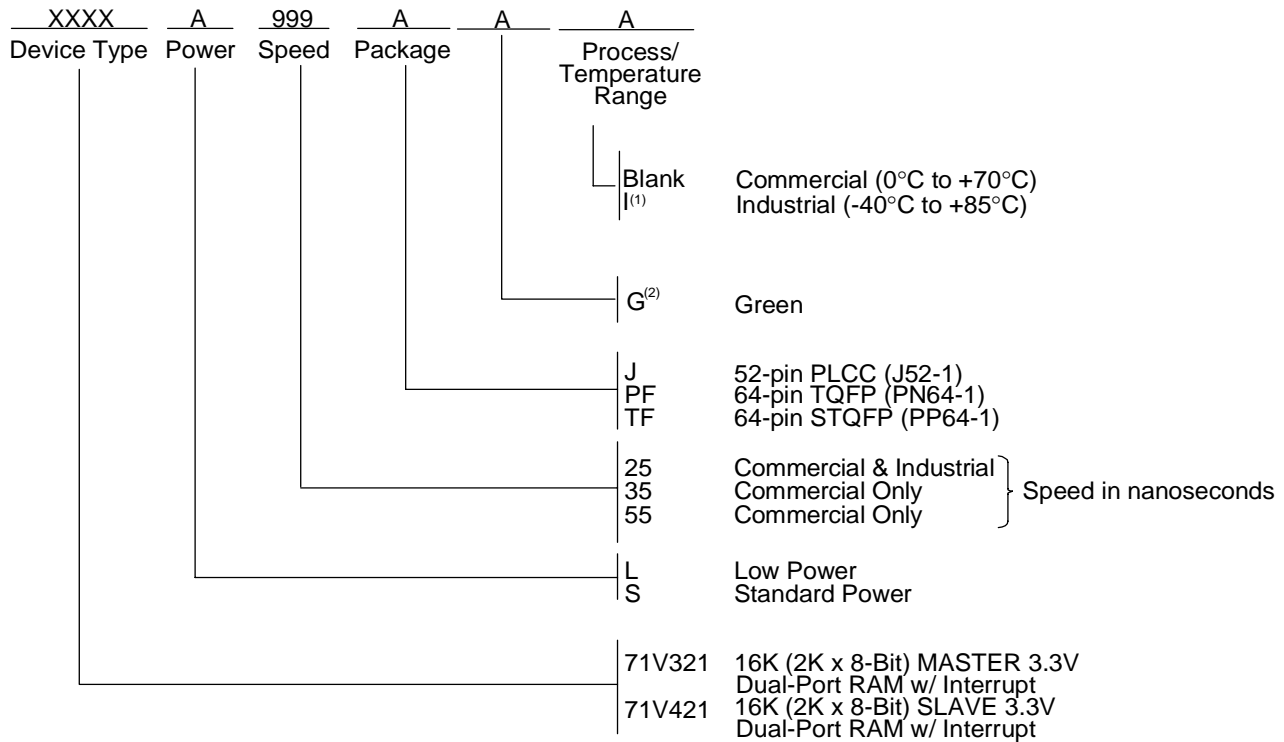 XXXX A 999 A A A
Device Type Power Speed Package Process/
Temperature
Range
Blank Commercial (0°C to +70°C)
I(1) Industrial (-40°C to +85°C)
G(2) Green
J 52-pin PLCC (J52-1)
PF 64-pin TQFP (PN64-1)
TF 64-pin STQFP (PP64-1)
25 Commercial & Industrial
35 Commercial Only Speed in nanoseconds
55 Commercial Only
L Low Power
S Standard Power
71V321 16K (2K x 8-Bit) MASTER 3.3V
Dual-Port RAM w/ Interrupt
71V421 16K (2K x 8-Bit) SLAVE 3.3V
Dual-Port RAM w/ Interrupt